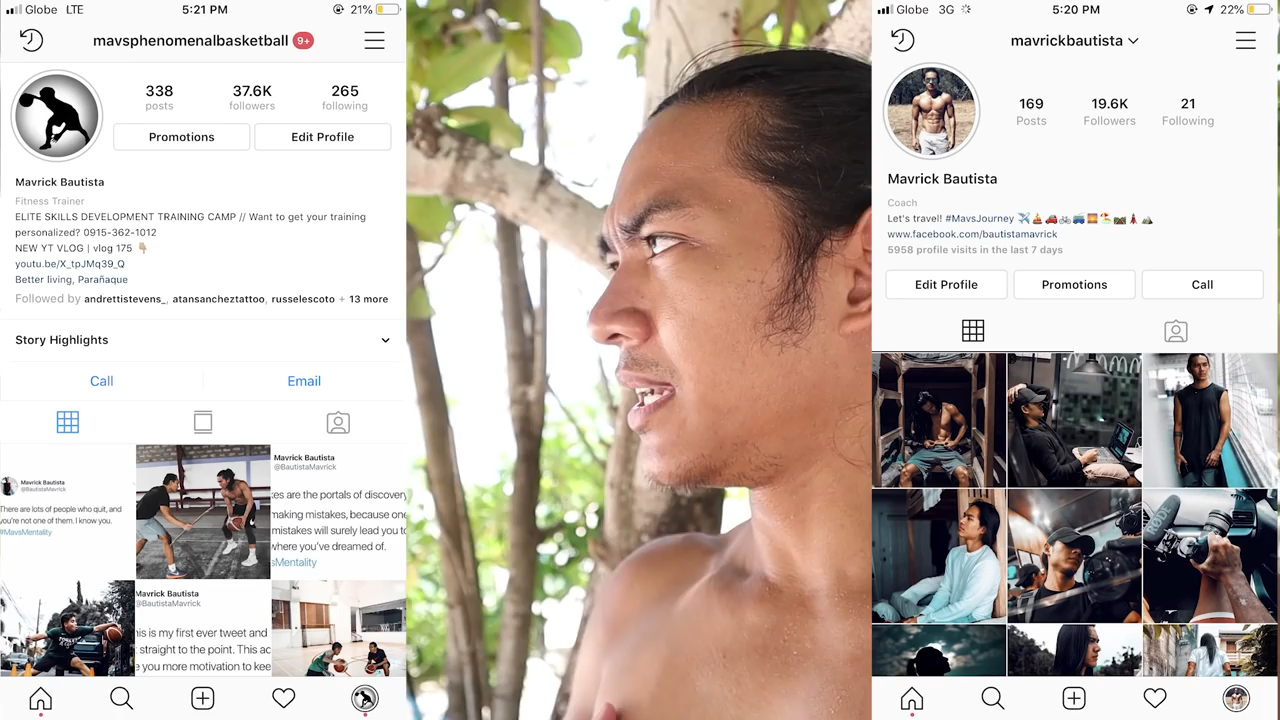 Globe LTE 5:21 PM 21%
mavsphenomenalbasketball 9+
338 37.6K 265
posts followers following
Promotions Edit Profile
Mavrick Bautista
Fitness Trainer
ELITE SKILLS DEVELOPMENT TRAINING CAMP // Want to get your training
personalized? 0915-362-1012
NEW YT VLOG | vlog 175 👇🏼
youtu.be/X_tpJMq39_Q
Better living, Parañaque
Followed by andrettistevens_, atansancheztattoo, russelescoto + 13 more
Story Highlights
Call Email
Mavrick Bautista
@BautistaMavrick
There are lots of people who quit, and
you're not one of them. I know you.
#MavsMentality
Mavrick Bautista
@BautistaMavrick
es are the portals of discovery
making mistakes, because one
mistakes will surely lead you to
where you've dreamed of.
sMentality
Mavrick Bautista
@BautistaMavrick
his is my first ever tweet and
straight to the point. This ac
e you more motivation to kee
Globe 3G 5:20 PM 22%
mavrickbautista
169 19.6K 21
Posts Followers Following
Mavrick Bautista
Coach
Let's travel! #MavsJourney ✈️⛵🚗🚲🚙🌅🏖️🛤️🗼⛰️
www.facebook.com/bautistamavrick
5958 profile visits in the last 7 days
Edit Profile Promotions Call
RODE